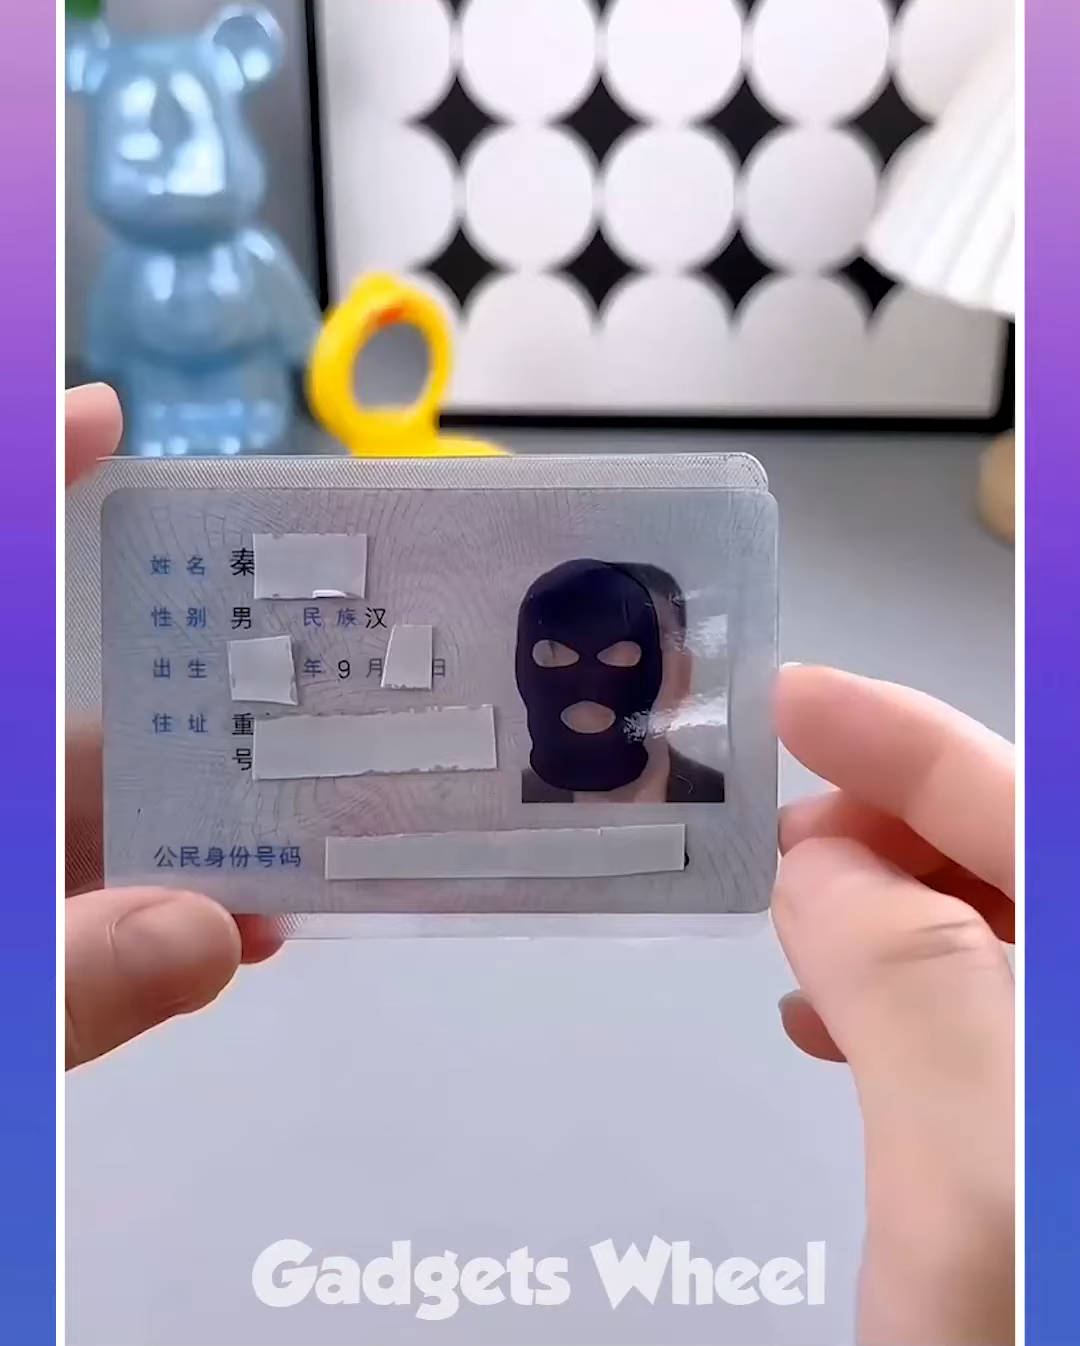 姓名 秦
性别 男 民族 汉
出生 年 9 月 日
住址 重
号
公民身份号码
Gadgets Wheel